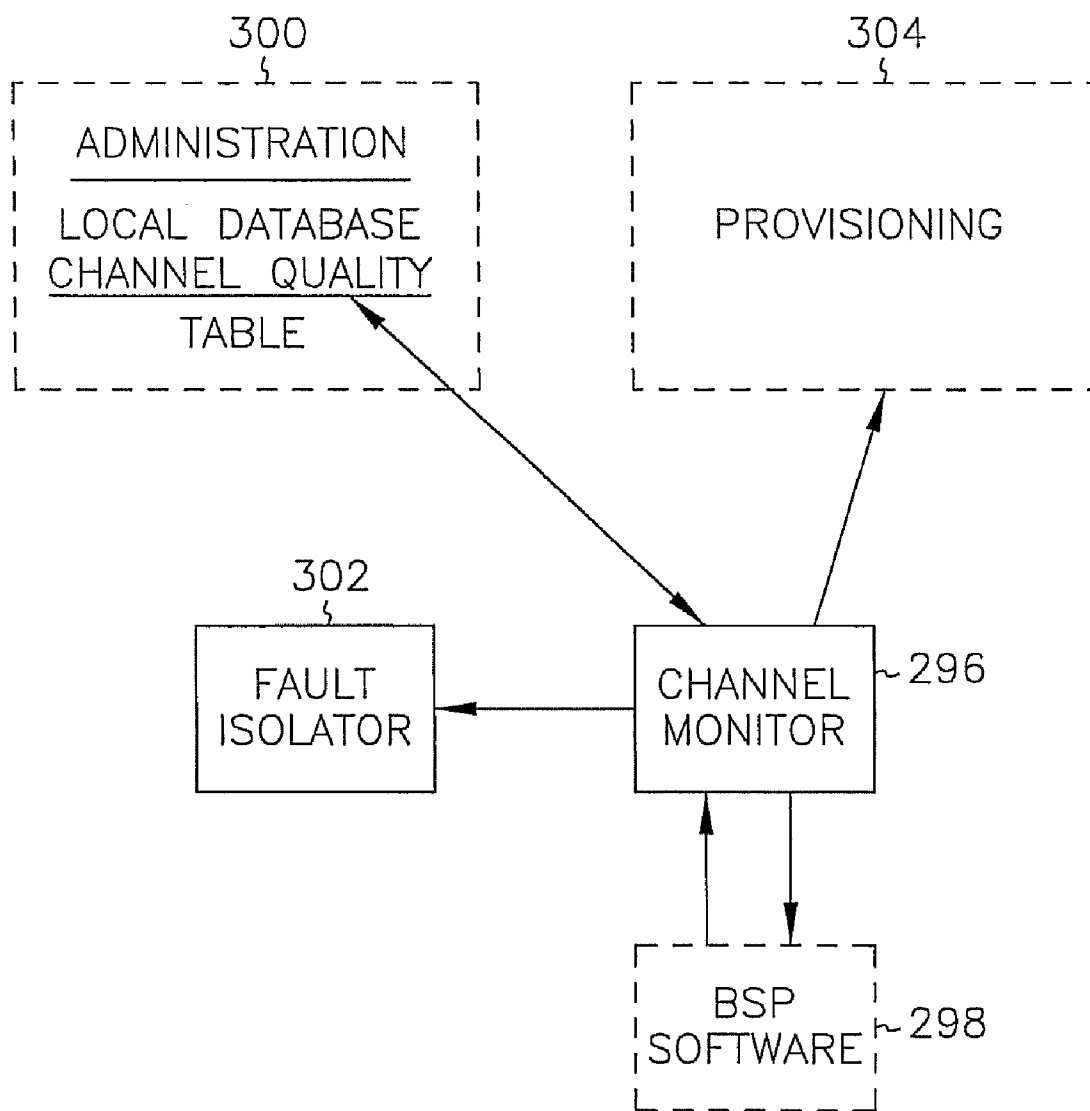 300
304
ADMINISTRATION
LOCAL DATABASE
CHANNEL QUALITY
TABLE
PROVISIONING
302
FAULT
ISOLATOR
CHANNEL
MONITOR
296
BSP
SOFTWARE
298